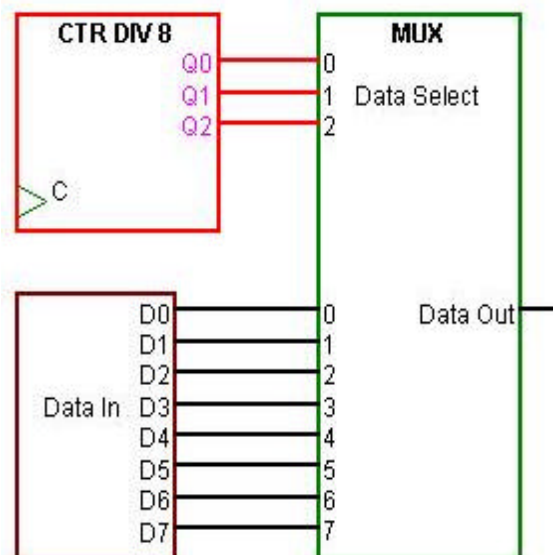 CTR DIV 8
MUX
Q0
0
Q1
1
Data Select
Q2
2
C
D0
0
Data Out
D1
1
D2
2
Data In
D3
3
D4
4
D5
5
D6
6
D7
7